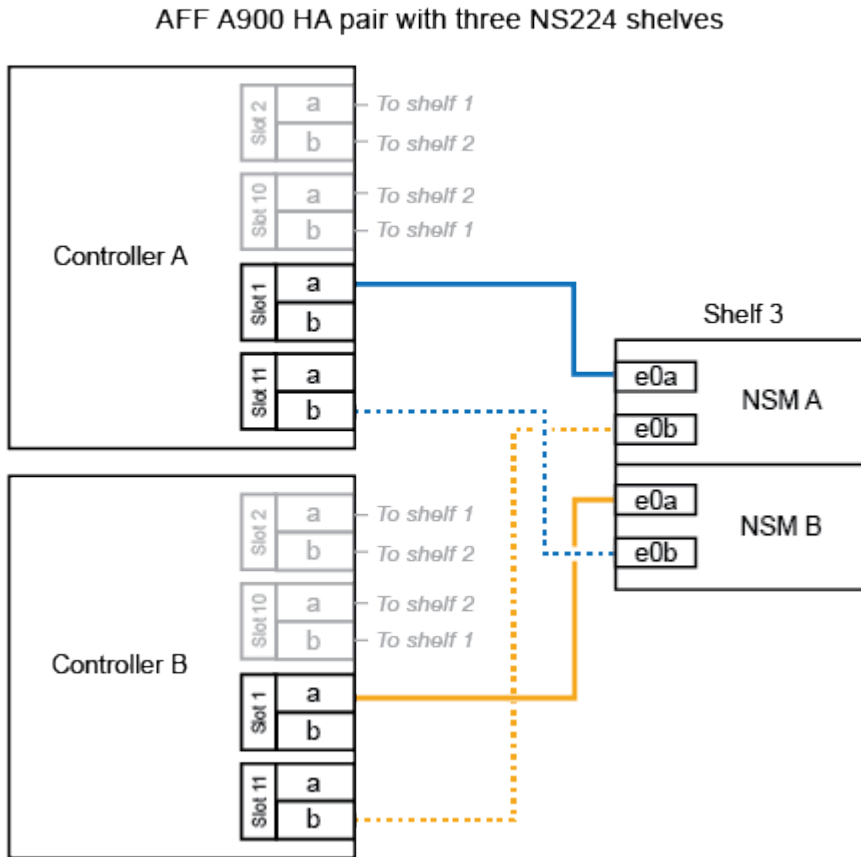 AFF A900 HA pair with three NS224 shelves
Controller A
Slot 2
a
To shelf 1
b
To shelf 2
Slot 10
a
To shelf 2
b
To shelf 1
Slot 1
a
b
Slot 11
a
b
Shelf 3
e0a
NSM A
e0b
e0a
NSM B
e0b
Controller B
Slot 2
a
To shelf 1
b
To shelf 2
Slot 10
a
To shelf 2
b
To shelf 1
Slot 1
a
b
Slot 11
a
b